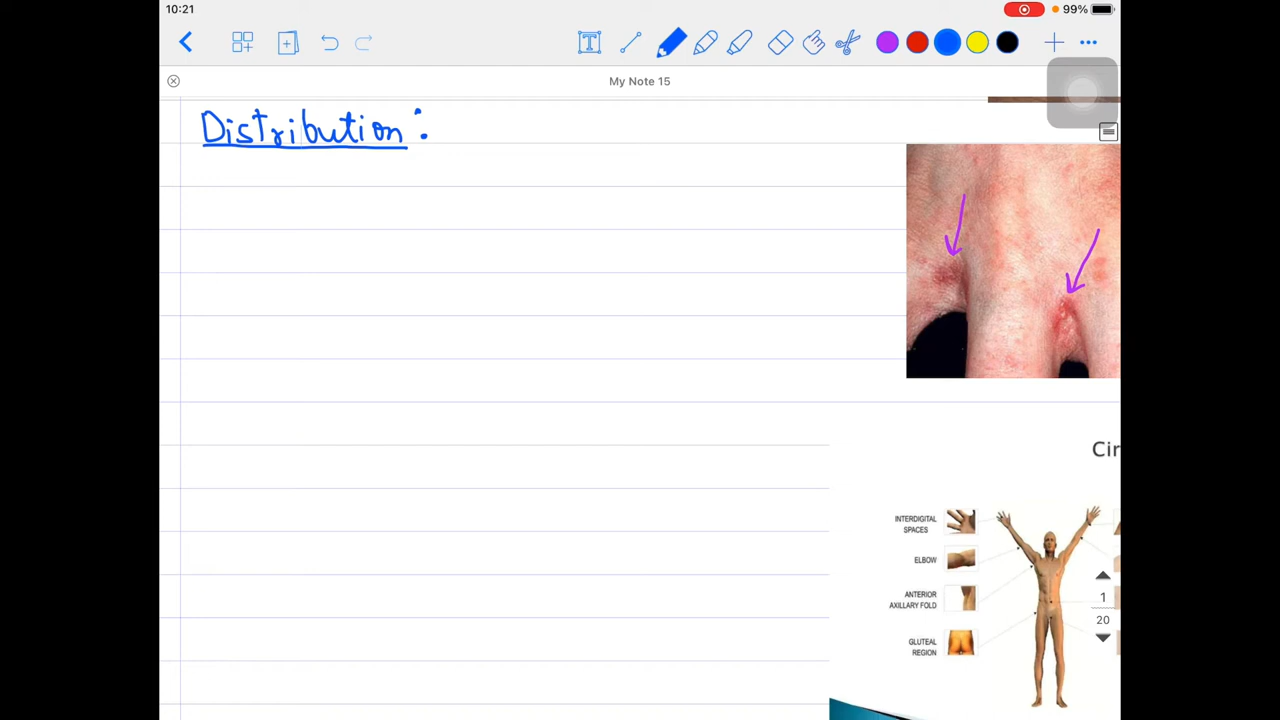 10:21
99%
T
My Note 15
Distribution :
Cir
INTERDIGITAL
SPACES
ELBOW
ANTERIOR
AXILLARY FOLD
GLUTEAL
REGION
1
20